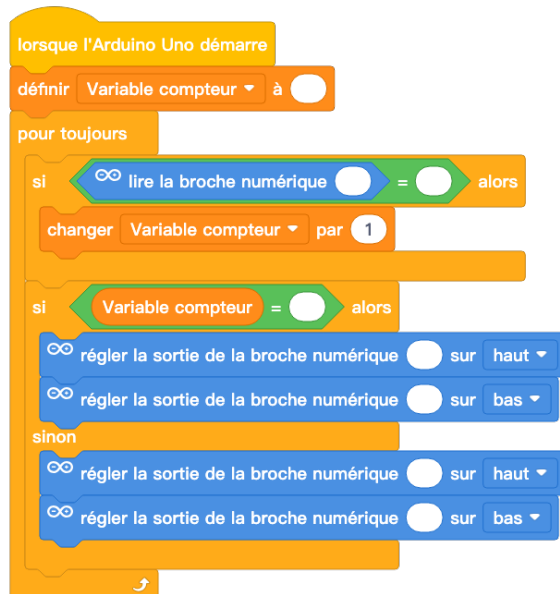 lorsque l'Arduino Uno démarre
définir Variable compteur à
pour toujours
si lire la broche numérique = alors
changer Variable compteur par 1
si Variable compteur = alors
régler la sortie de la broche numérique sur haut
régler la sortie de la broche numérique sur bas
sinon
régler la sortie de la broche numérique sur haut
régler la sortie de la broche numérique sur bas